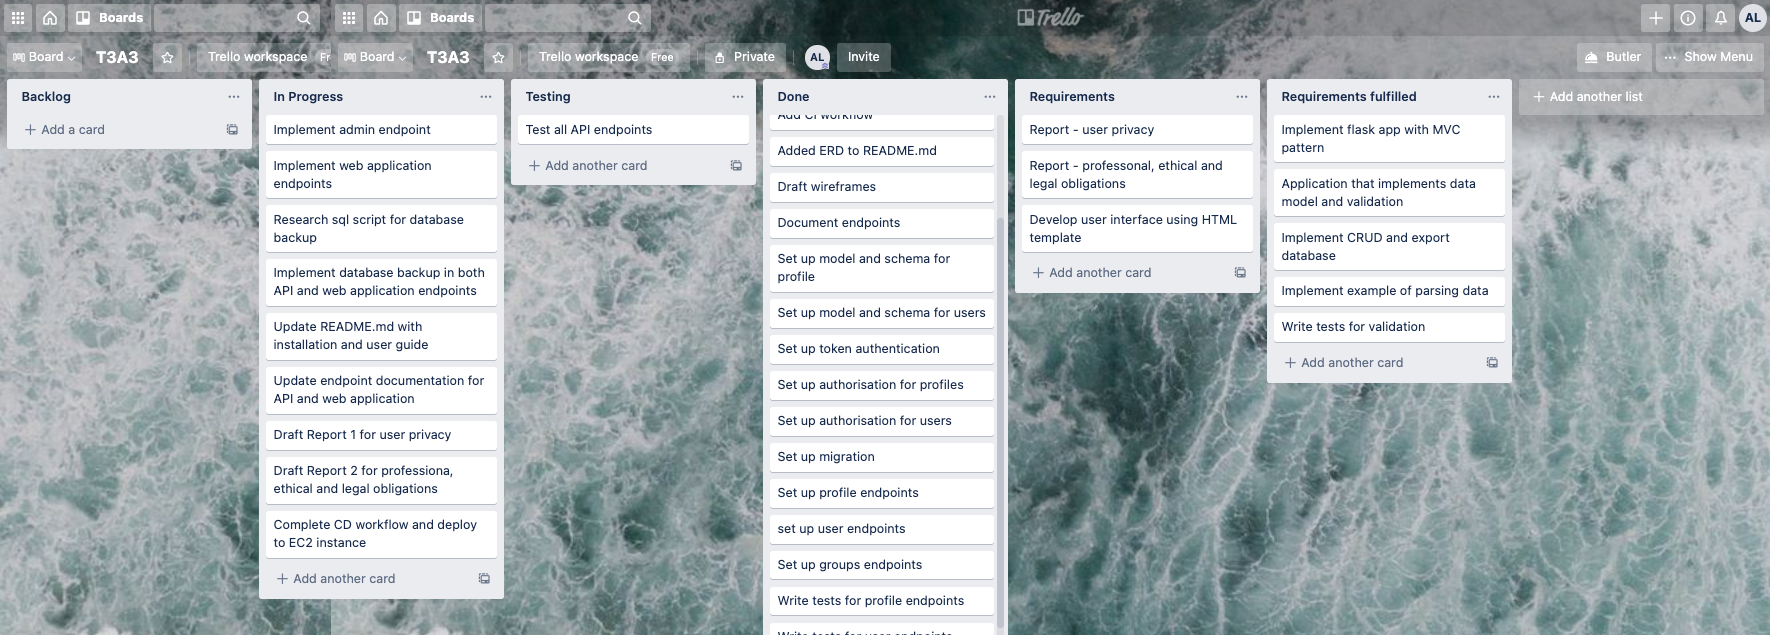 Boards
Boards
Trello
AL
Board
T3A3
Trello workspace
Fr
Board
T3A3
Trello workspace
Free
Private
AL
Invite
Butler
Show Menu
Backlog
Add a card
In Progress
Implement admin endpoint
Implement web application
endpoints
Research sql script for database
backup
Implement database backup in both
API and web application endpoints
Update README.md with
installation and user guide
Update endpoint documentation for
API and web application
Draft Report 1 for user privacy
Draft Report 2 for professiona,
ethical and legal obligations
Complete CD workflow and deploy
to EC2 instance
Add another card
Testing
Test all API endpoints
Add another card
Done
Add CI workflow
Added ERD to README.md
Draft wireframes
Document endpoints
Set up model and schema for
profile
Set up model and schema for users
Set up token authentication
Set up authorisation for profiles
Set up authorisation for users
Set up migration
Set up profile endpoints
set up user endpoints
Set up groups endpoints
Write tests for profile endpoints
Write tests for user endpoints
Requirements
Report - user privacy
Report - professonal, ethical and
legal obligations
Develop user interface using HTML
template
Add another card
Requirements fulfilled
Implement flask app with MVC
pattern
Application that implements data
model and validation
Implement CRUD and export
database
Implement example of parsing data
Write tests for validation
Add another card
Add another list